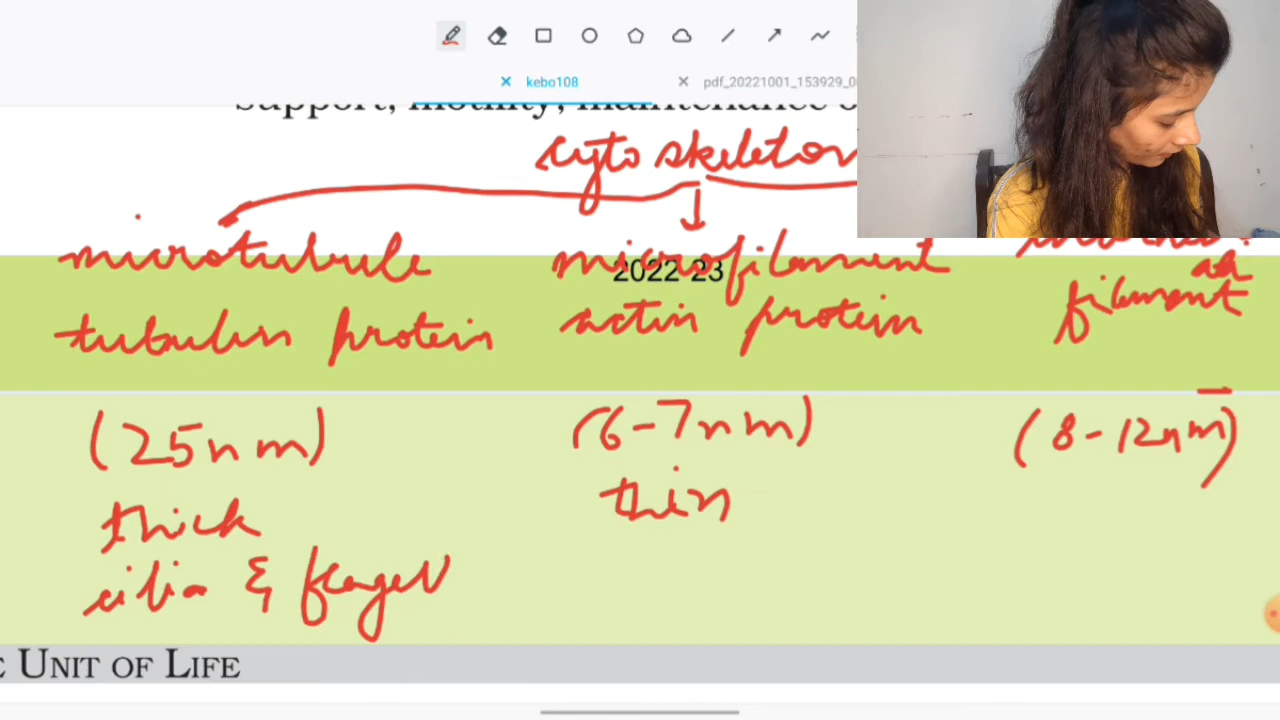 kebo108
pdf_20221001_153929_0
support, motility, maintenance o
cyto skeleton
microtubule microfilament
2022-23
filament
tubulin protein actin protein
(25nm) (6-7nm) (8-12nm)
thick thin
cilia & flagell
E UNIT OF LIFE